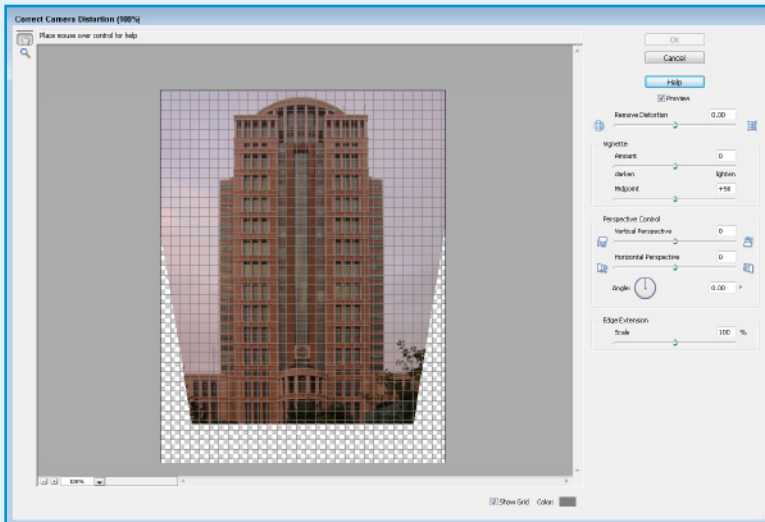 Correct Camera Distortion (100%)
Place mouse over control for help
OK
Cancel
Help
Preview
Remove Distortion 0.00
Vignette
Amount 0
darken lighten
Midpoint +50
Perspective Control
Vertical Perspective 0
Horizontal Perspective 0
Angle: 0.00 °
Edge Extension
Scale 100 %
100%
Show Grid Color: